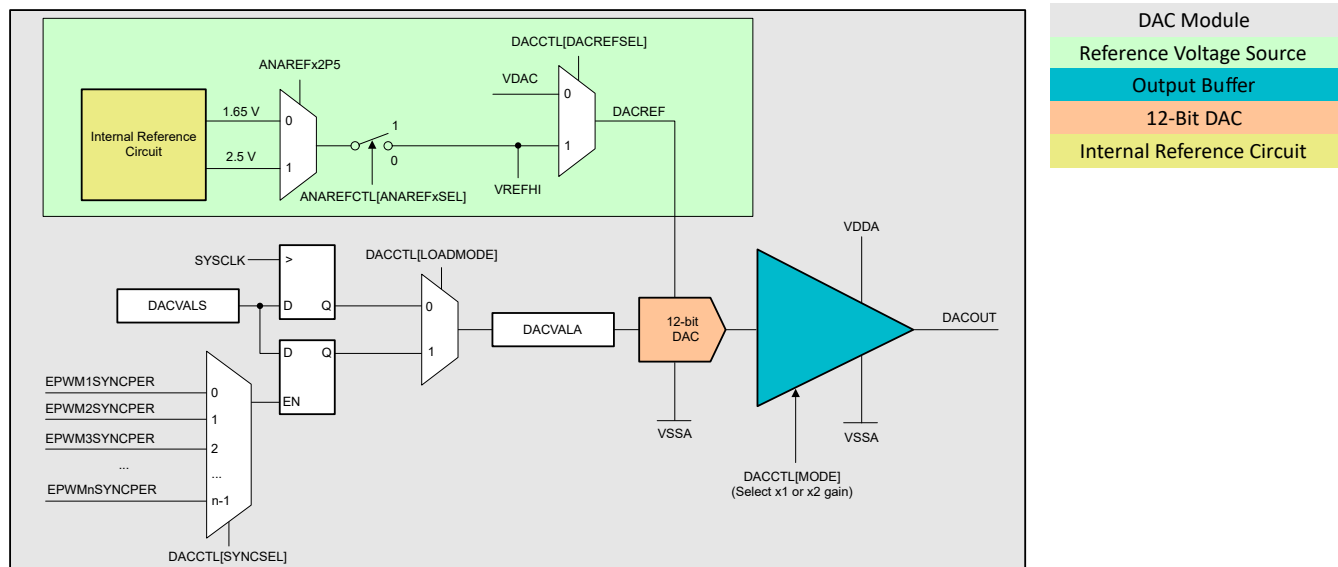 DAC Module
Reference Voltage Source
Output Buffer
12-Bit DAC
Internal Reference Circuit
DACCTL[DACREFSEL]
ANAREFx2P5
VDAC
0
DACREF
1.65 V
0
Internal Reference
Circuit
1
2.5 V
1
0
1
ANAREFCTL[ANAREFxSEL]
VREFHI
VDDA
SYSCLK
>
DACCTL[LOADMODE]
DACVALS
D
Q
0
DACVALA
12-bit
DAC
DACOUT
D
Q
1
EN
EPWM1SYNCPER
0
EPWM2SYNCPER
1
EPWM3SYNCPER
2
...
...
EPWMnSYNCPER
n-1
VSSA
VSSA
DACCTL[MODE]
(Select x1 or x2 gain)
DACCTL[SYNCSEL]